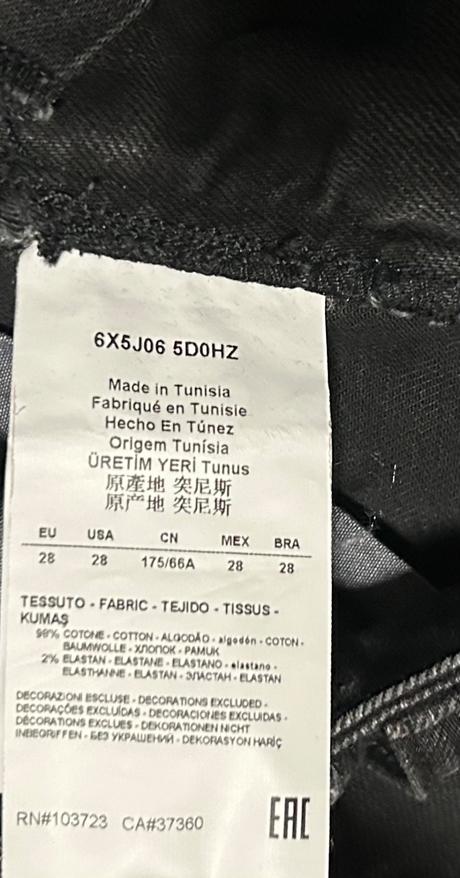 6X5J06 5D0HZ
Made in Tunisia
Fabriqué en Tunisie
Hecho En Túnez
Origem Tunísia
ÜRETİM YERİ Tunus
原產地 突尼斯
原产地 突尼斯
EU USA CN MEX BRA
28 28 175/66A 28 28
TESSUTO - FABRIC - TEJIDO - TISSUS -
KUMAŞ
98% COTONE - COTTON - ALGODÃO - algodón - COTON -
BAUMWOLLE - ХЛОПОК - PAMUK
2% ELASTAN - ELASTANE - ELASTANO - elastano -
ELASTHANNE - ELASTAN - ЭЛАСТАН - ELASTAN
DECORAZIONI ESCLUSE - DECORATIONS EXCLUDED -
DECORAÇÕES EXCLUÍDAS - DECORACIONES EXCLUIDAS -
DÉCORATIONS EXCLUES - DEKORATIONEN NICHT
INBEGRIFFEN - БЕЗ УКРАШЕНИЙ - DEKORASYON HARİÇ
RN#103723 CA#37360
EAC